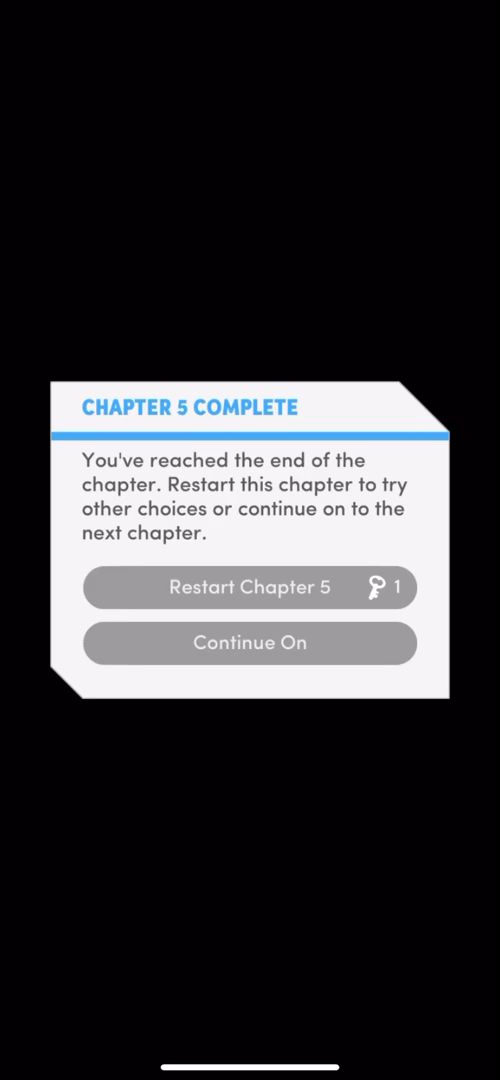 CHAPTER 5 COMPLETE
You've reached the end of the
chapter. Restart this chapter to try
other choices or continue on to the
next chapter.
Restart Chapter 5 1
Continue On